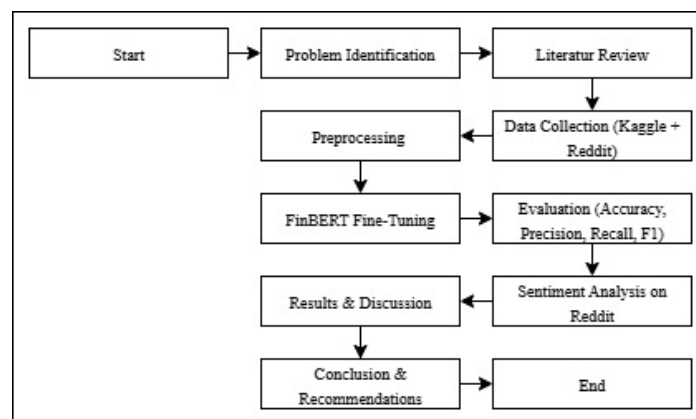 Start
Problem Identification
Literatur Review
Data Collection (Kaggle +
Reddit)
Preprocessing
FinBERT Fine-Tuning
Evaluation (Accuracy,
Precision, Recall, F1)
Sentiment Analysis on
Reddit
Results & Discussion
Conclusion &
Recommendations
End